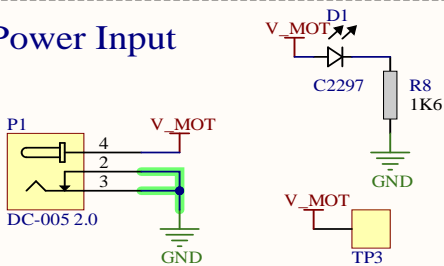 Power Input
D1
V_MOT
C2297
R8
1K6
GND
P1
4
2
3
V_MOT
DC-005 2.0
GND
V_MOT
TP3